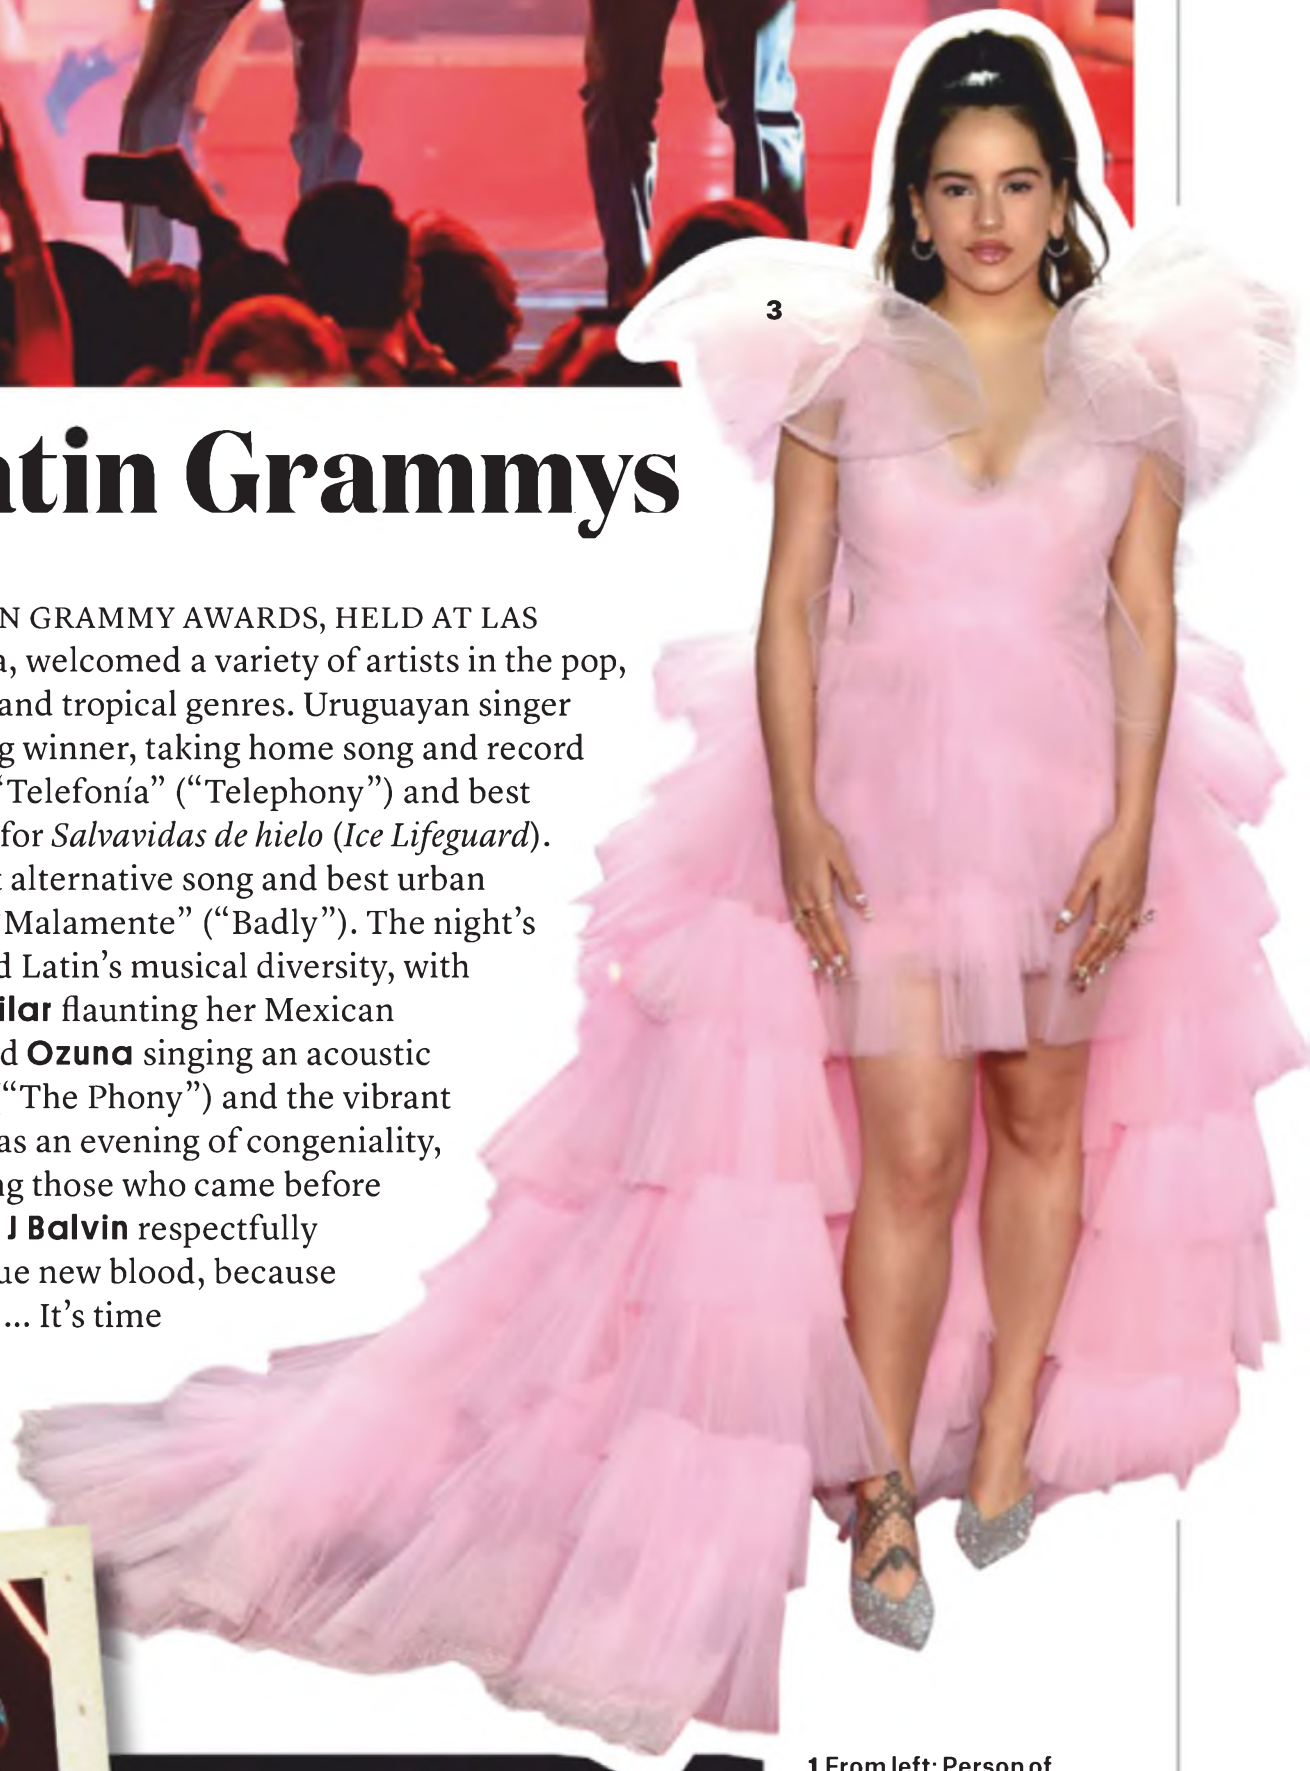 3
tin Grammys
N GRAMMY AWARDS, HELD AT LAS
a, welcomed a variety of artists in the pop,
and tropical genres. Uruguayan singer
g winner, taking home song and record
“Telefonía” (“Telephony”) and best
for Salvavidas de hielo (Ice Lifeguard).
t alternative song and best urban
“Malamente” (“Badly”). The night’s
d Latin’s musical diversity, with
ilar flaunting her Mexican
d Ozuna singing an acoustic
(“The Phony”) and the vibrant
as an evening of congeniality,
ng those who came before
J Balvin respectfully
ue new blood, because
... It’s time
1 From left: Person of